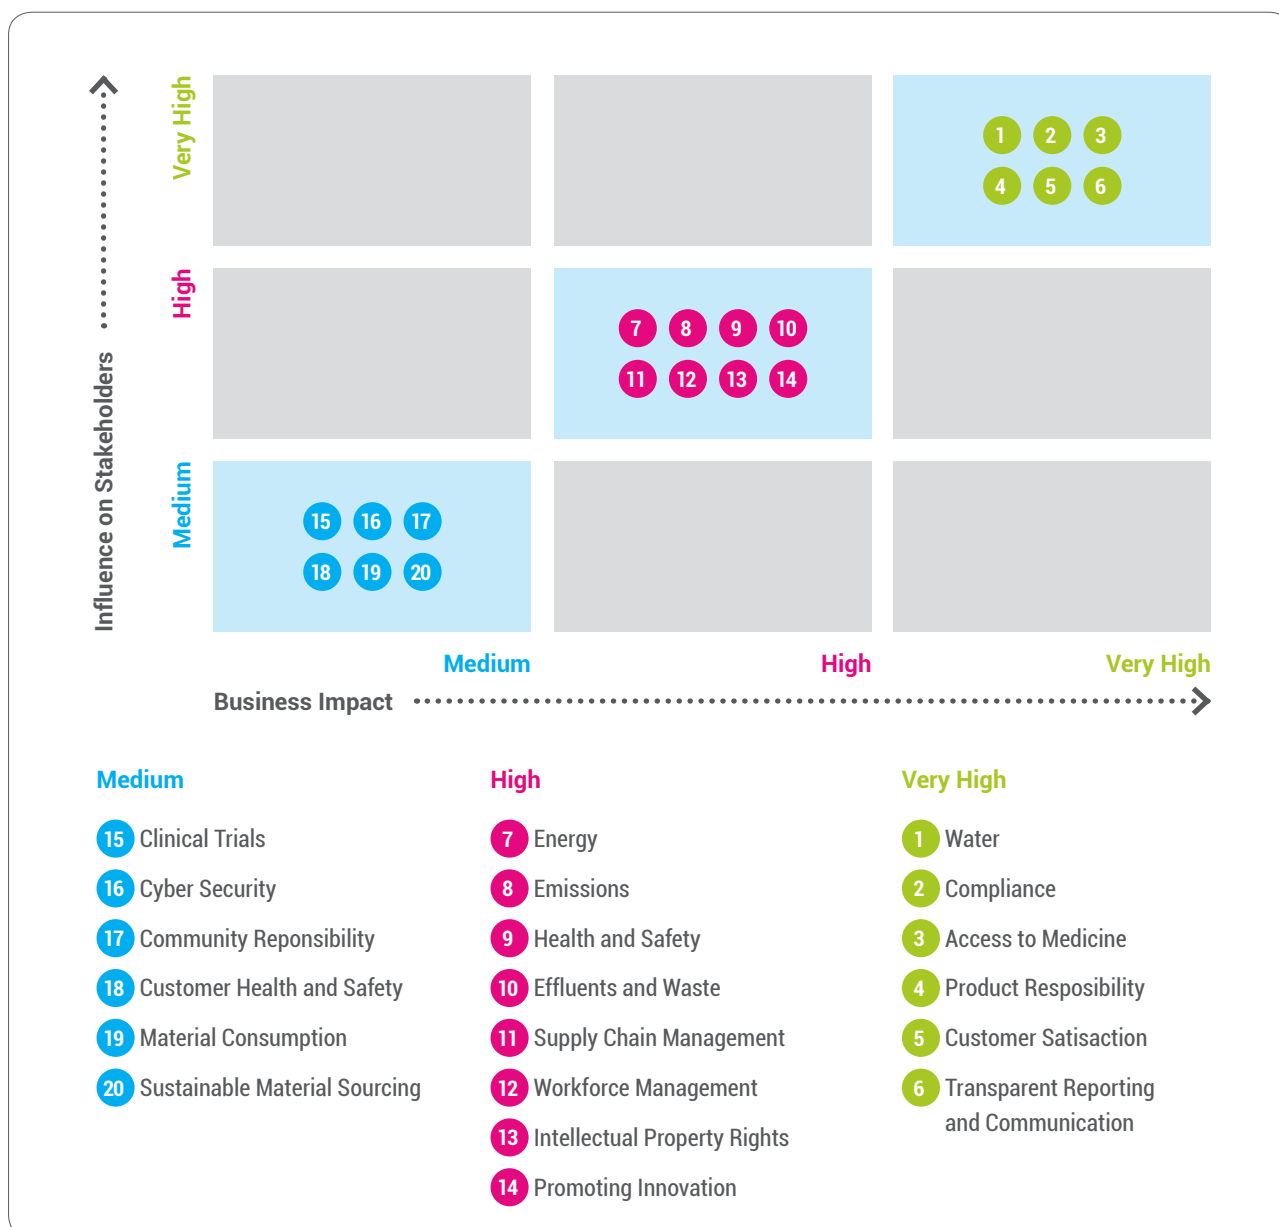 Very High
1 2 3
4 5 6
High
7 8 9 10
11 12 13 14
Influence on Stakeholders
Medium
15 16 17
18 19 20
Medium High Very High
Business Impact
Medium
15 Clinical Trials
16 Cyber Security
17 Community Reponsibility
18 Customer Health and Safety
19 Material Consumption
20 Sustainable Material Sourcing
High
7 Energy
8 Emissions
9 Health and Safety
10 Effluents and Waste
11 Supply Chain Management
12 Workforce Management
13 Intellectual Property Rights
14 Promoting Innovation
Very High
1 Water
2 Compliance
3 Access to Medicine
4 Product Resposibility
5 Customer Satisaction
6 Transparent Reporting
and Communication